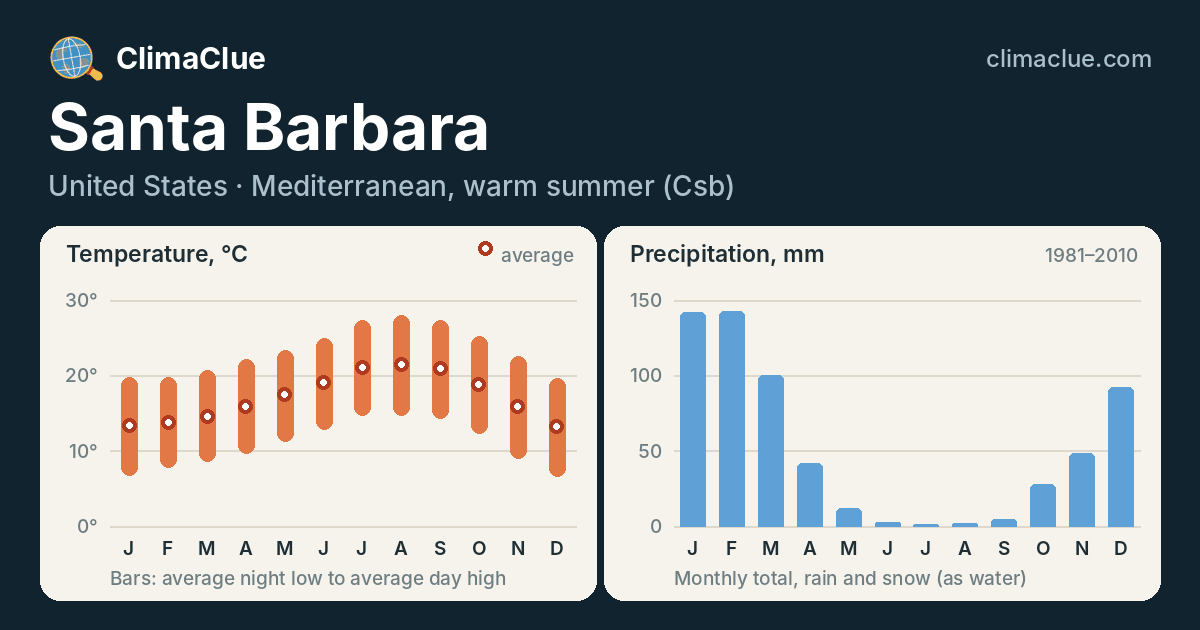 ClimaClue
climaclue.com
Santa Barbara
United States · Mediterranean, warm summer (Csb)
Temperature, °C
average
30°
20°
10°
0°
J F M A M J J A S O N D
Bars: average night low to average day high
Precipitation, mm
1981–2010
150
100
50
0
J F M A M J J A S O N D
Monthly total, rain and snow (as water)